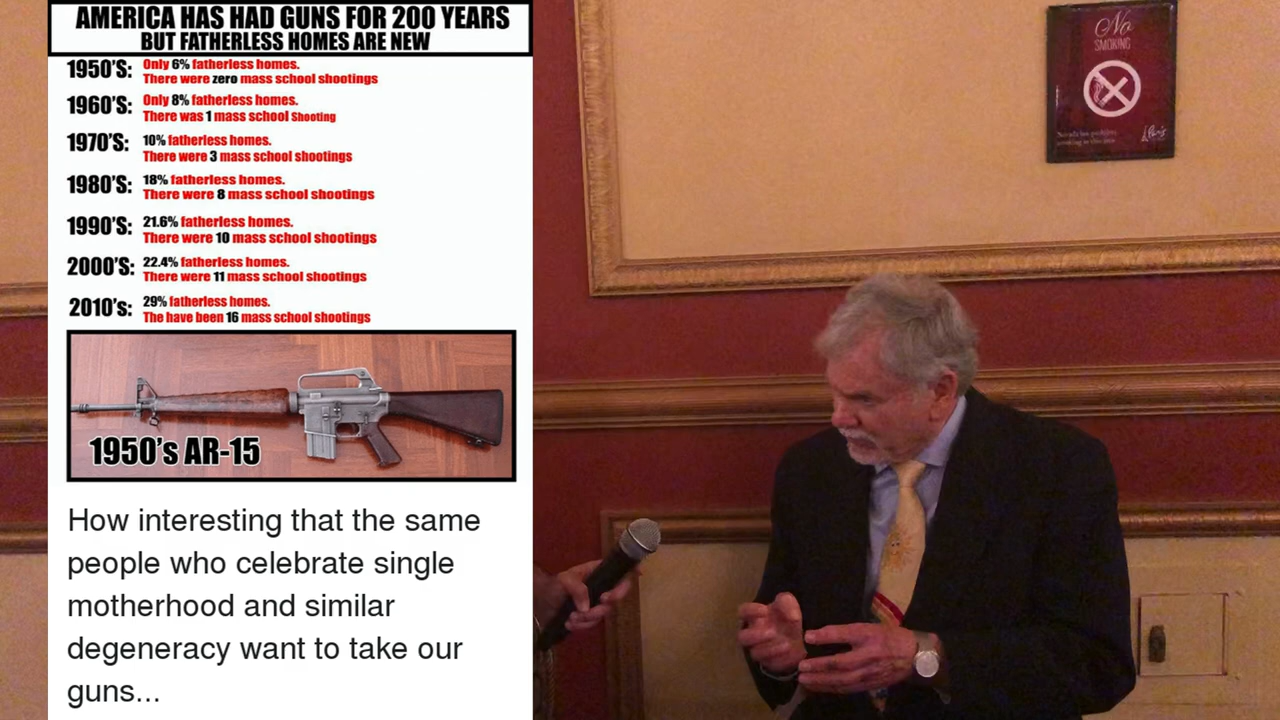 AMERICA HAS HAD GUNS FOR 200 YEARS
BUT FATHERLESS HOMES ARE NEW
1950'S: Only 6% fatherless homes.
There were zero mass school shootings
1960'S: Only 8% fatherless homes.
There was 1 mass school Shooting
1970'S: 10% fatherless homes.
There were 3 mass school shootings
1980'S: 18% fatherless homes.
There were 8 mass school shootings
1990'S: 21.6% fatherless homes.
There were 10 mass school shootings
2000'S: 22.4% fatherless homes.
There were 11 mass school shootings
2010's: 29% fatherless homes.
The have been 16 mass school shootings
1950's AR-15
How interesting that the same
people who celebrate single
motherhood and similar
degeneracy want to take our
guns...
No
SMOKING